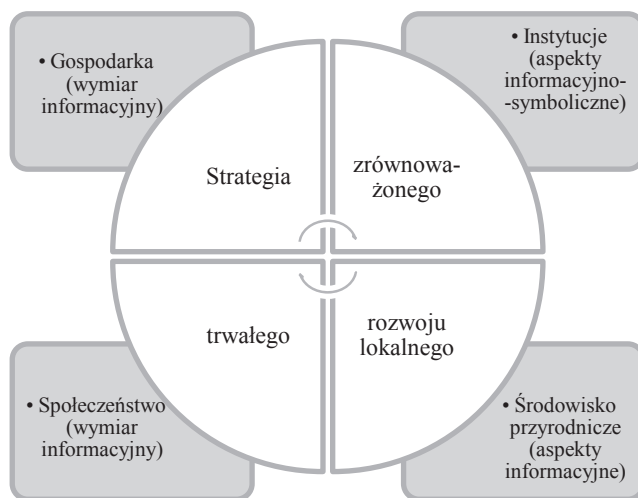 • Gospodarka
(wymiar
informacyjny)
• Instytucje
(aspekty
informacyjno-
-symboliczne)
Strategia
zrównowa-
żonego
trwałego
rozwoju
lokalnego
• Społeczeństwo
(wymiar
informacyjny)
• Środowisko
przyrodnicze
(aspekty
informacyjne)